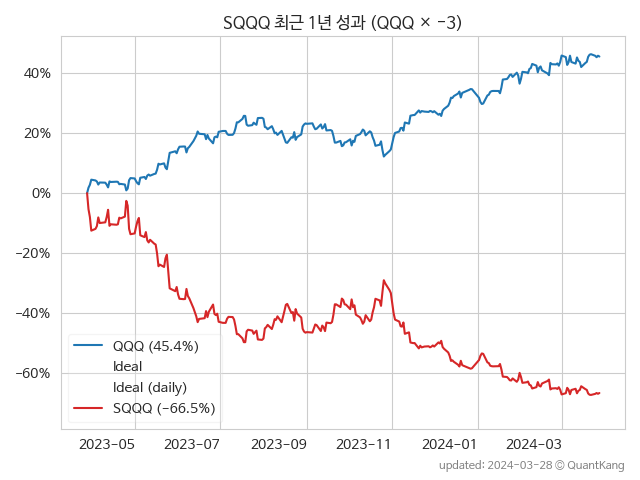 SQQQ 최근 1년 성과 (QQQ × −3)
40%
20%
0%
−20%
−40%
−60%
QQQ (45.4%)
Ideal
Ideal (daily)
SQQQ (−66.5%)
2023−05 2023−07 2023−09 2023−11 2024−01 2024−03
updated: 2024−03−28 © QuantKang